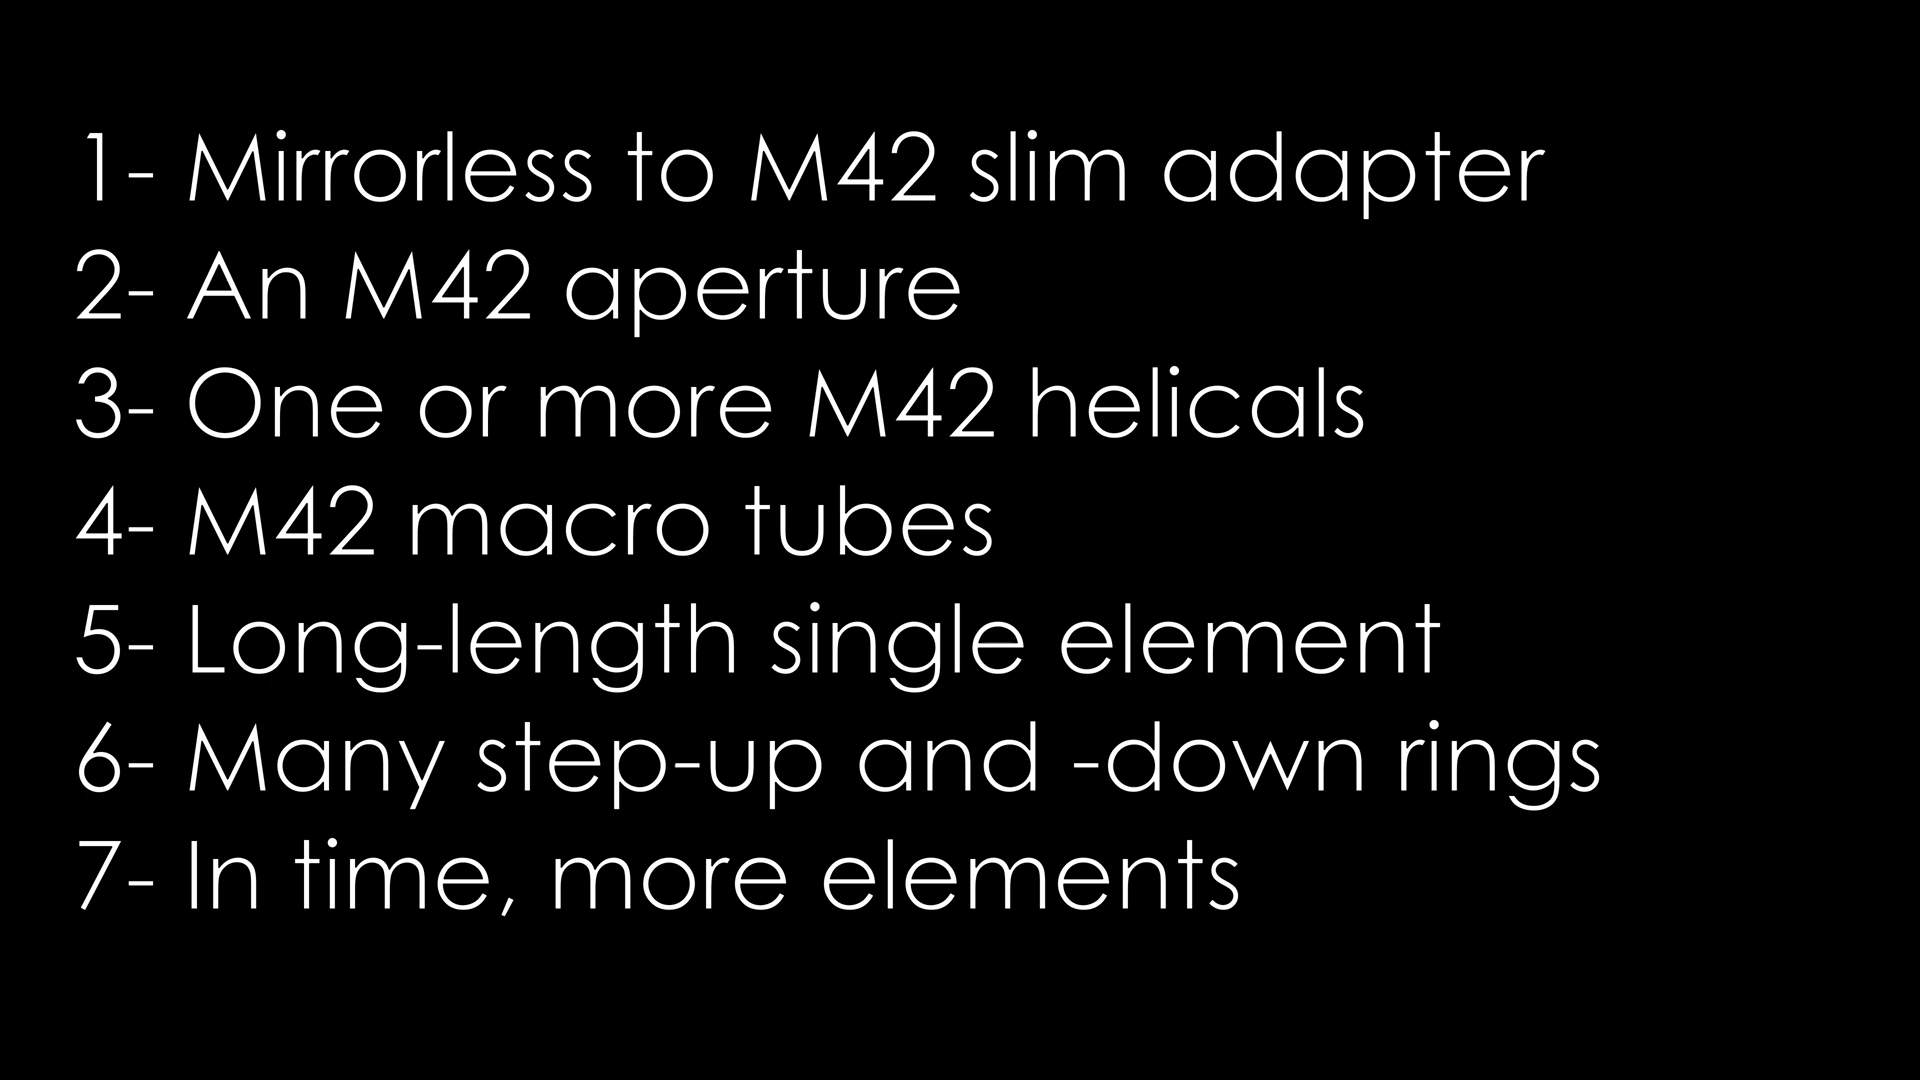 1- Mirrorless to M42 slim adapter
2- An M42 aperture
3- One or more M42 helicals
4- M42 macro tubes
5- Long-length single element
6- Many step-up and -down rings
7- In time, more elements